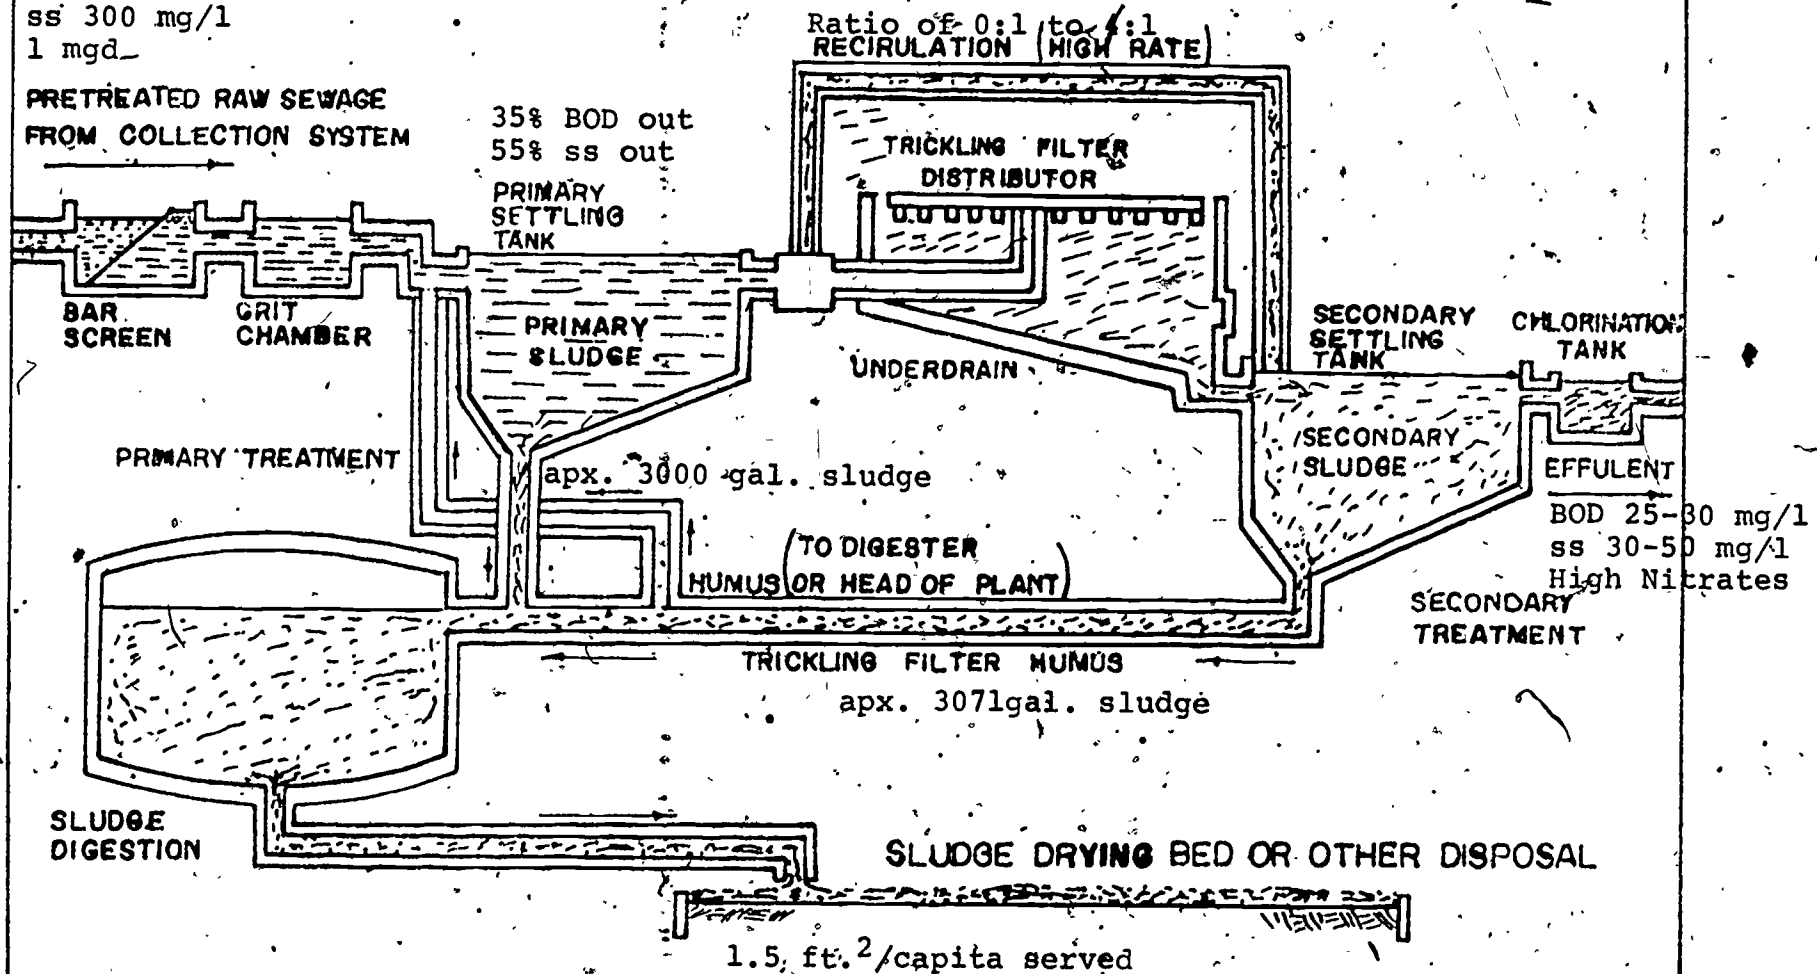 ss 300 mg/l
1 mgd
PRETREATED RAW SEWAGE
FROM COLLECTION SYSTEM
35% BOD out
55% ss out
PRIMARY
SETTLING
TANK
Ratio of 0:1 to 4:1
RECIRULATION (HIGH RATE)
TRICKLING FILTER
DISTRIBUTOR
BAR
SCREEN
GRIT
CHAMBER
PRIMARY
SLUDGE
UNDERDRAIN
SECONDARY
SETTLING
TANK
CHLORINATION
TANK
PRIMARY TREATMENT
apx. 3000 gal. sludge
SECONDARY
SLUDGE
EFFULENT
BOD 25-30 mg/l
ss 30-50 mg/l
High Nitrates
HUMUS (TO DIGESTER
OR HEAD OF PLANT)
SECONDARY
TREATMENT
TRICKLING FILTER HUMUS
apx. 3071gal. sludge
SLUDGE
DIGESTION
SLUDGE DRYING BED OR OTHER DISPOSAL
1.5 ft.²/capita served